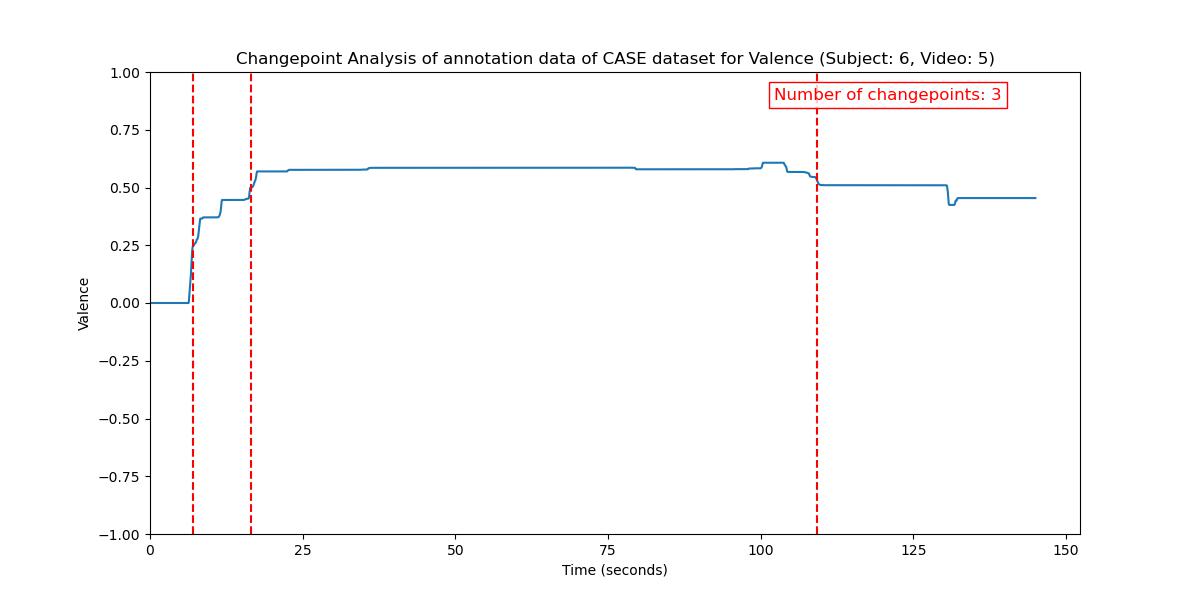 Changepoint Analysis of annotation data of CASE dataset for Valence (Subject: 6, Video: 5)
Number of changepoints: 3
1.00
0.75
0.50
0.25
0.00
−0.25
−0.50
−0.75
−1.00
Valence
0 25 50 75 100 125 150
Time (seconds)